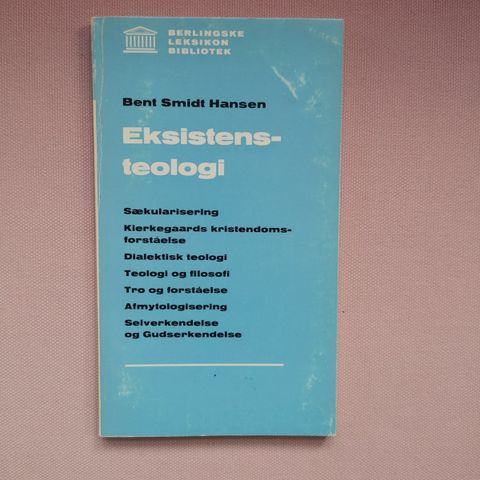 BERLINGSKE
LEKSIKON
BIBLIOTEK
Bent Smidt Hansen
Eksistens-
teologi
Sækularisering
Kierkegaards kristendoms-
forståelse
Dialektisk teologi
Teologi og filosofi
Tro og forståelse
Afmytologisering
Selverkendelse
og Gudserkendelse